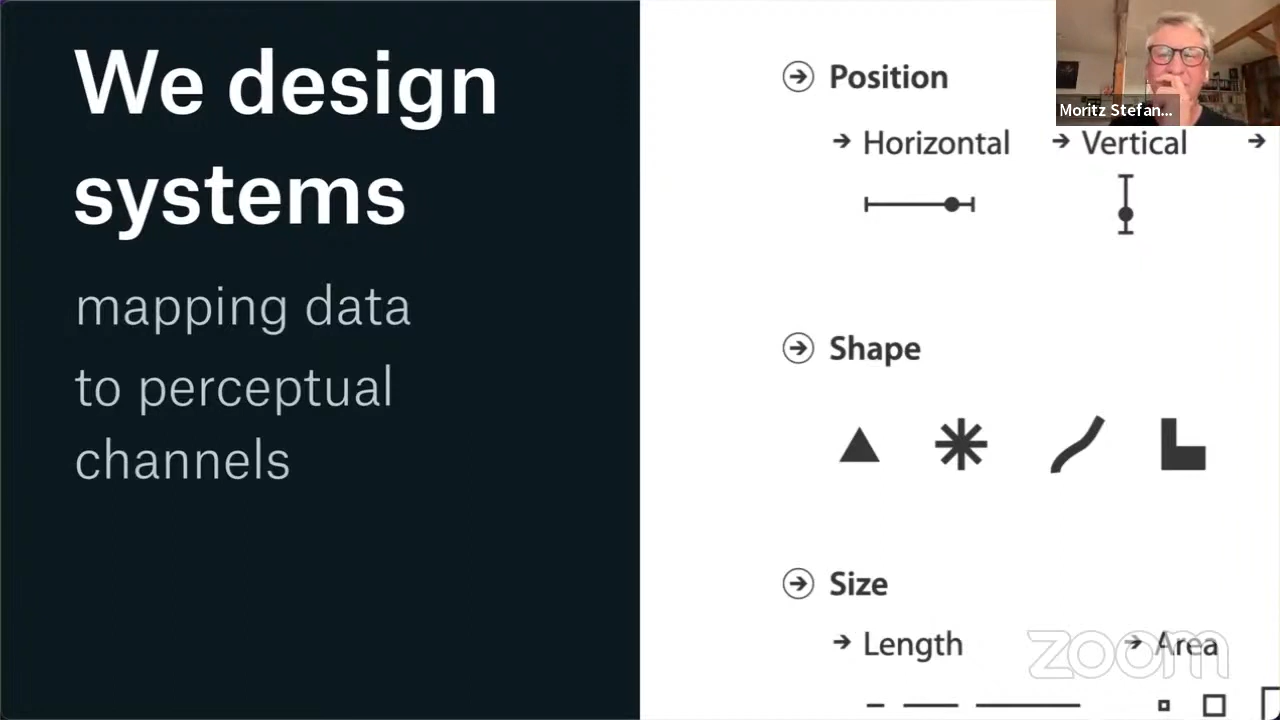 We design
systems
mapping data
to perceptual
channels
Position
Horizontal
Vertical
Shape
Size
Length
Area
Moritz Stefan...
zoom